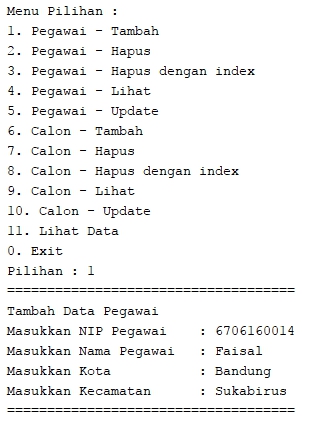 Menu Pilihan :
1. Pegawai - Tambah
2. Pegawai - Hapus
3. Pegawai - Hapus dengan index
4. Pegawai - Lihat
5. Pegawai - Update
6. Calon - Tambah
7. Calon - Hapus
8. Calon - Hapus dengan index
9. Calon - Lihat
10. Calon - Update
11. Lihat Data
0. Exit
Pilihan : 1
====================================
Tambah Data Pegawai
Masukkan NIP Pegawai    : 6706160014
Masukkan Nama Pegawai   : Faisal
Masukkan Kota           : Bandung
Masukkan Kecamatan      : Sukabirus
====================================